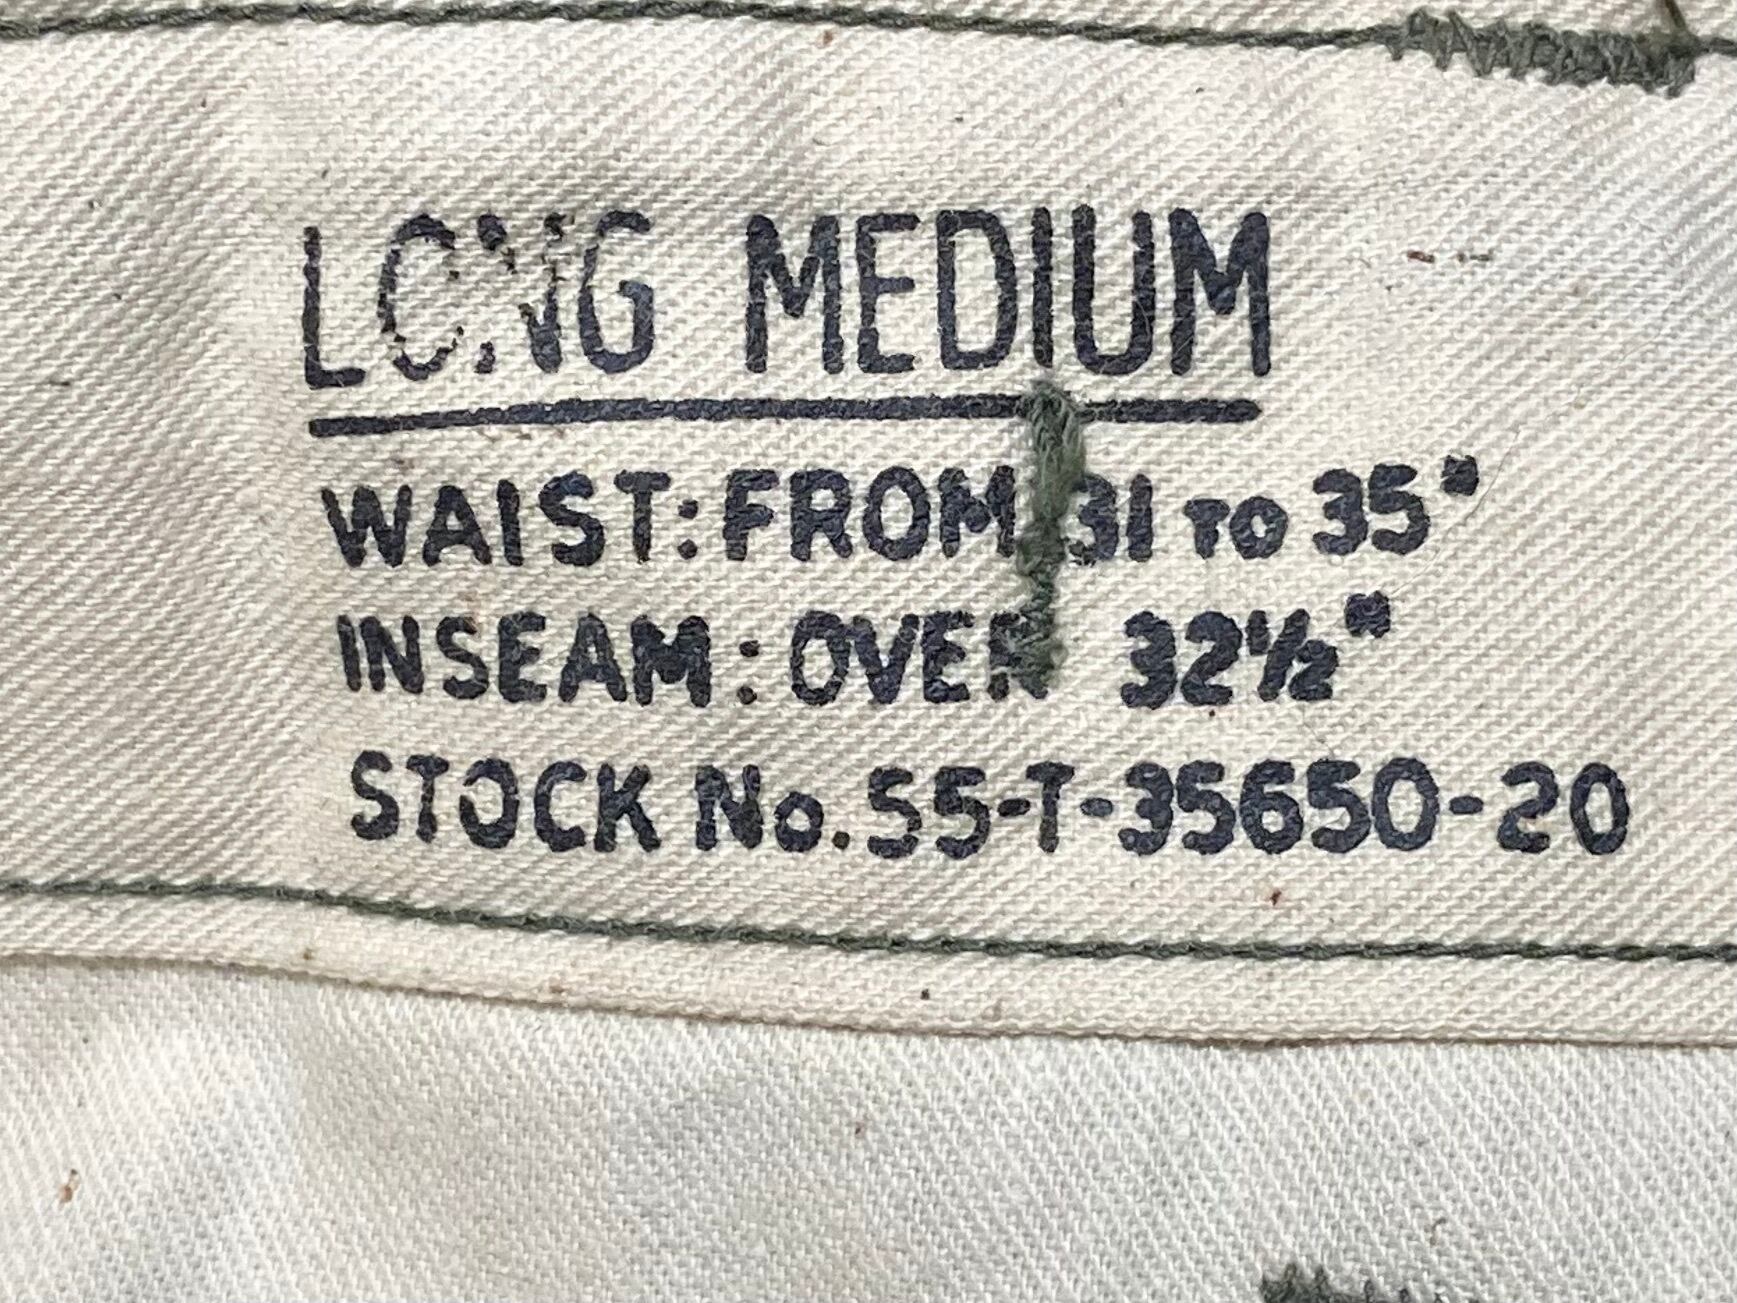 LONG MEDIUM
WAIST: FROM 31 TO 35"
INSEAM: OVER 32½"
STOCK No. 55-T-35650-20